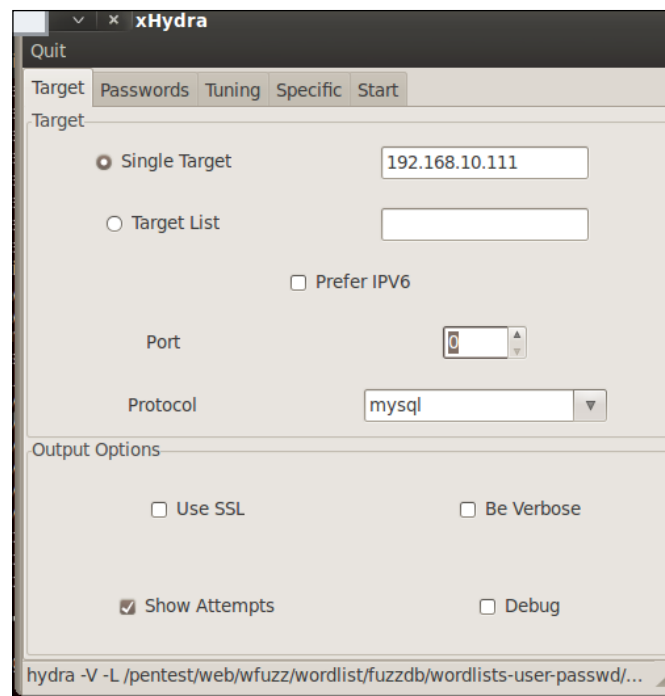 xHydra
Quit
Target Passwords Tuning Specific Start
Target
Single Target 192.168.10.111
Target List
Prefer IPV6
Port 0
Protocol mysql
Output Options
Use SSL Be Verbose
Show Attempts Debug
hydra -V -L /pentest/web/wfuzz/wordlist/fuzzdb/wordlists-user-passwd/...